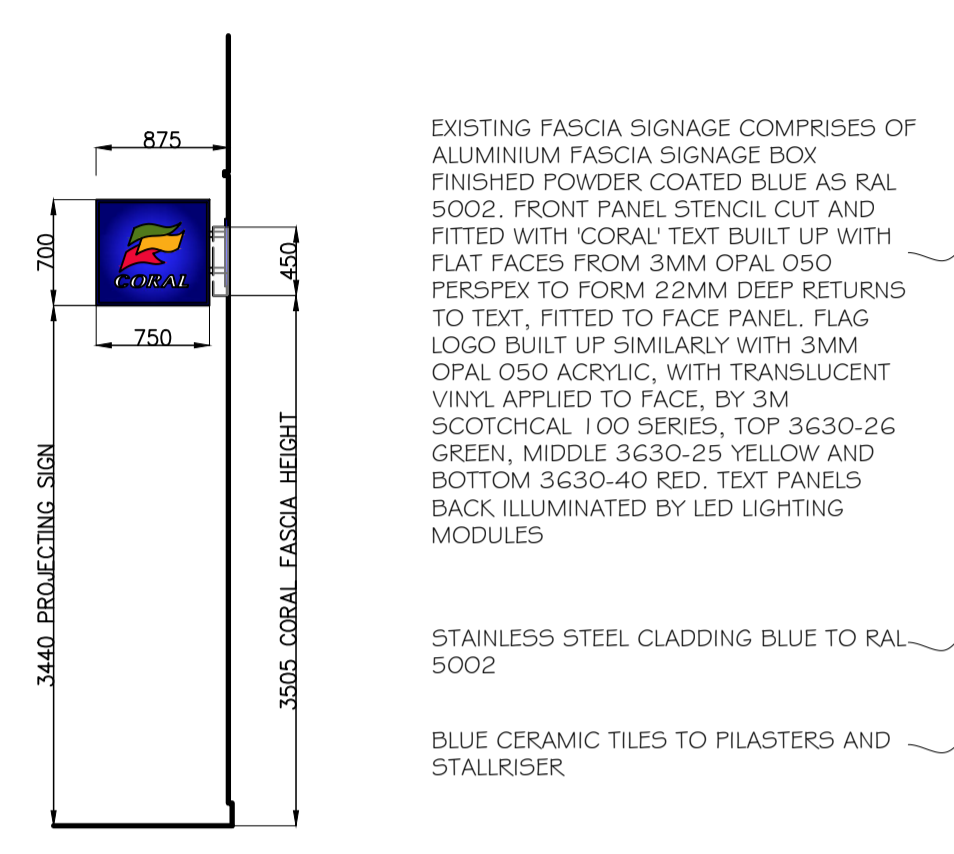 875
700
CORAL
450
750
3440 PROJECTING SIGN
3505 CORAL FASCIA HEIGHT
EXISTING FASCIA SIGNAGE COMPRISES OF
ALUMINIUM FASCIA SIGNAGE BOX
FINISHED POWDER COATED BLUE AS RAL
5002. FRONT PANEL STENCIL CUT AND
FITTED WITH 'CORAL' TEXT BUILT UP WITH
FLAT FACES FROM 3MM OPAL 050
PERSPEX TO FORM 22MM DEEP RETURNS
TO TEXT, FITTED TO FACE PANEL. FLAG
LOGO BUILT UP SIMILARLY WITH 3MM
OPAL 050 ACRYLIC, WITH TRANSLUCENT
VINYL APPLIED TO FACE, BY 3M
SCOTCHCAL 100 SERIES, TOP 3630-26
GREEN, MIDDLE 3630-25 YELLOW AND
BOTTOM 3630-40 RED. TEXT PANELS
BACK ILLUMINATED BY LED LIGHTING
MODULES
STAINLESS STEEL CLADDING BLUE TO RAL
5002
BLUE CERAMIC TILES TO PILASTERS AND
STALLRISER